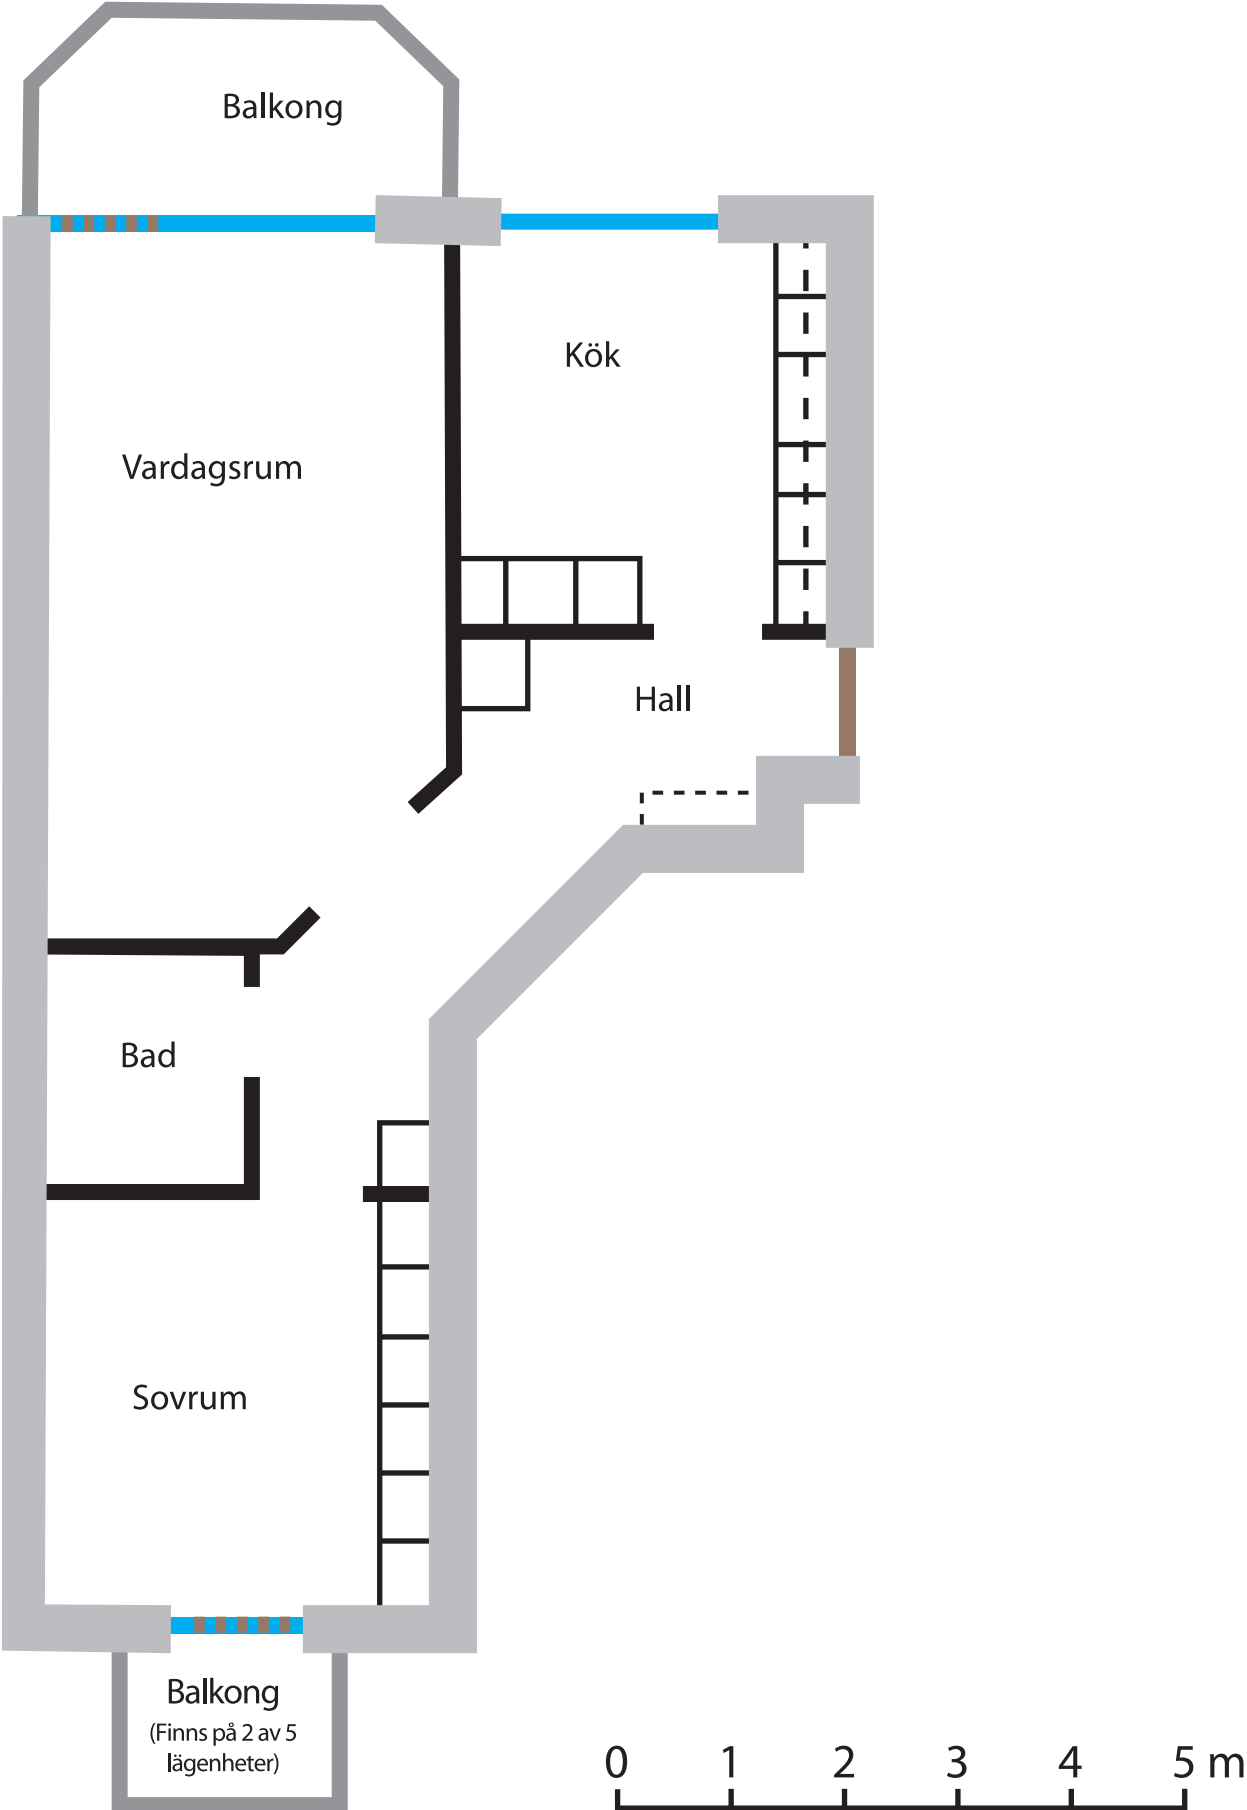 Balkong
Kök
Vardagsrum
Hall
Bad
Sovrum
Balkong
(Finns på 2 av 5
lägenheter)
0 1 2 3 4 5 m